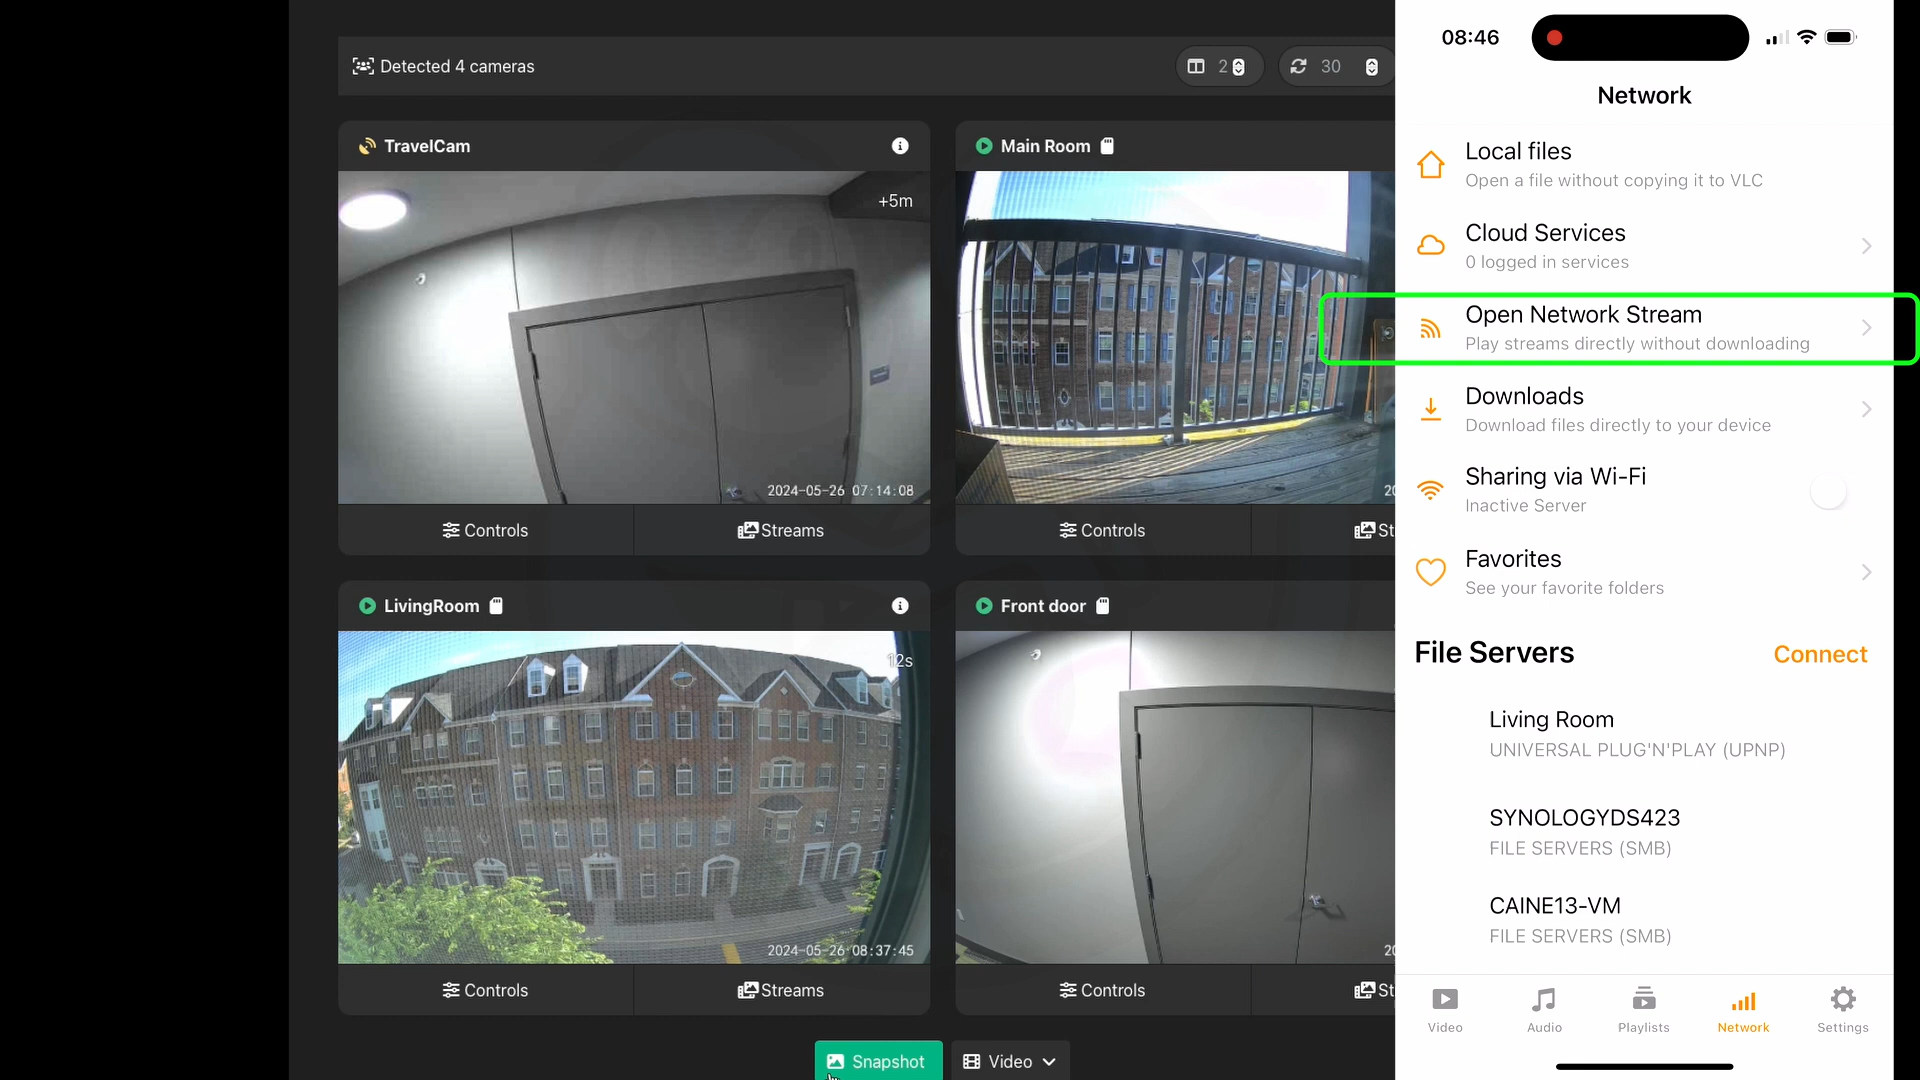 Detected 4 cameras
2
30
TravelCam
+5m
2024-05-26 07:14:08
Controls
Streams
Main Room
20
Controls
St
LivingRoom
12s
2024-05-26 08:37:45
Controls
Streams
Front door
20
Controls
St
Snapshot
Video
08:46
Network
Local files
Open a file without copying it to VLC
Cloud Services
0 logged in services
Open Network Stream
Play streams directly without downloading
Downloads
Download files directly to your device
Sharing via Wi-Fi
Inactive Server
Favorites
See your favorite folders
File Servers
Connect
Living Room
UNIVERSAL PLUG'N'PLAY (UPNP)
SYNOLOGYDS423
FILE SERVERS (SMB)
CAINE13-VM
FILE SERVERS (SMB)
Video
Audio
Playlists
Network
Settings